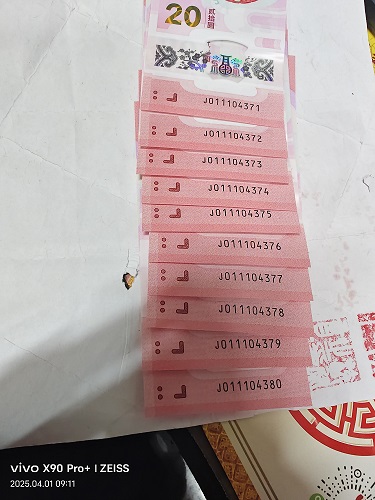 20
贰拾圆
J011104371
J011104372
J011104373
J011104374
J011104375
J011104376
J011104377
J011104378
J011104379
J011104380
vivo X90 Pro+ | ZEISS
2025.04.01 09:11